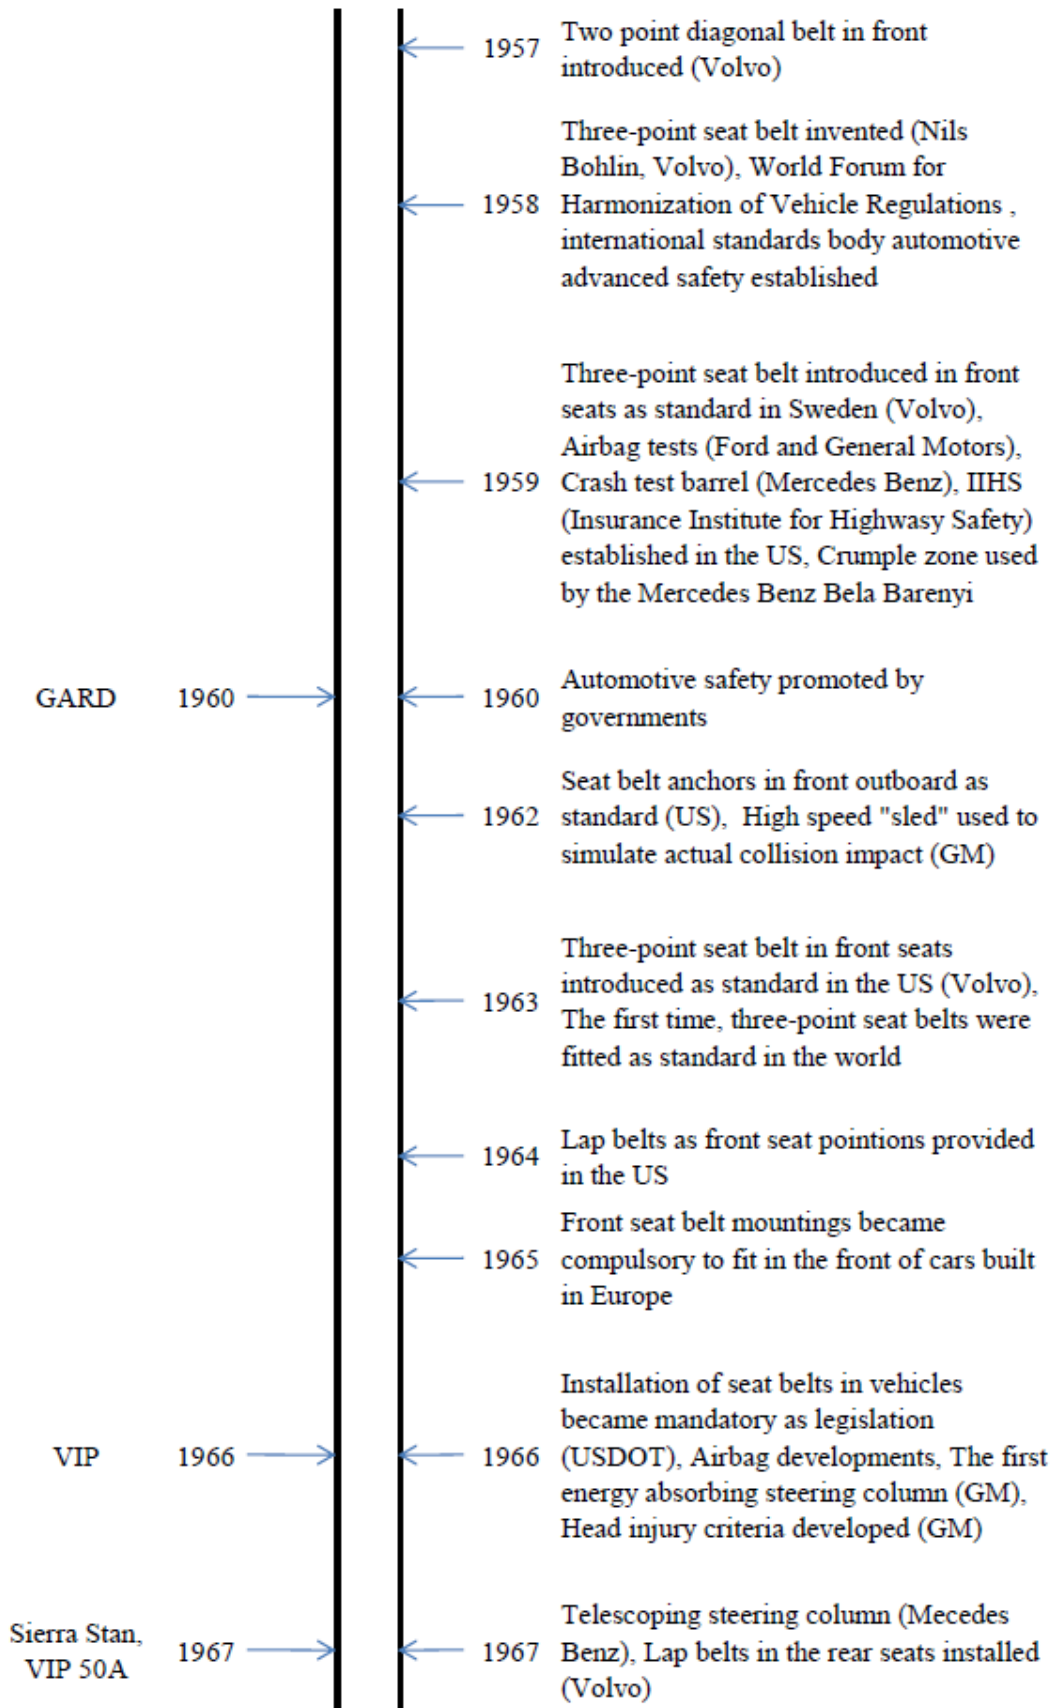 1957
Two point diagonal belt in front
introduced (Volvo)
1958
Three-point seat belt invented (Nils
Bohlin, Volvo), World Forum for
Harmonization of Vehicle Regulations ,
international standards body automotive
advanced safety established
1959
Three-point seat belt introduced in front
seats as standard in Sweden (Volvo),
Airbag tests (Ford and General Motors),
Crash test barrel (Mercedes Benz), IIHS
(Insurance Institute for Highwasy Safety)
established in the US, Crumple zone used
by the Mercedes Benz Bela Barenyi
GARD 1960
1960
Automotive safety promoted by
governments
1962
Seat belt anchors in front outboard as
standard (US), High speed "sled" used to
simulate actual collision impact (GM)
1963
Three-point seat belt in front seats
introduced as standard in the US (Volvo),
The first time, three-point seat belts were
fitted as standard in the world
1964
Lap belts as front seat pointions provided
in the US
1965
Front seat belt mountings became
compulsory to fit in the front of cars built
in Europe
VIP 1966
1966
Installation of seat belts in vehicles
became mandatory as legislation
(USDOT), Airbag developments, The first
energy absorbing steering column (GM),
Head injury criteria developed (GM)
Sierra Stan,
VIP 50A
1967
1967
Telescoping steering column (Mecedes
Benz), Lap belts in the rear seats installed
(Volvo)